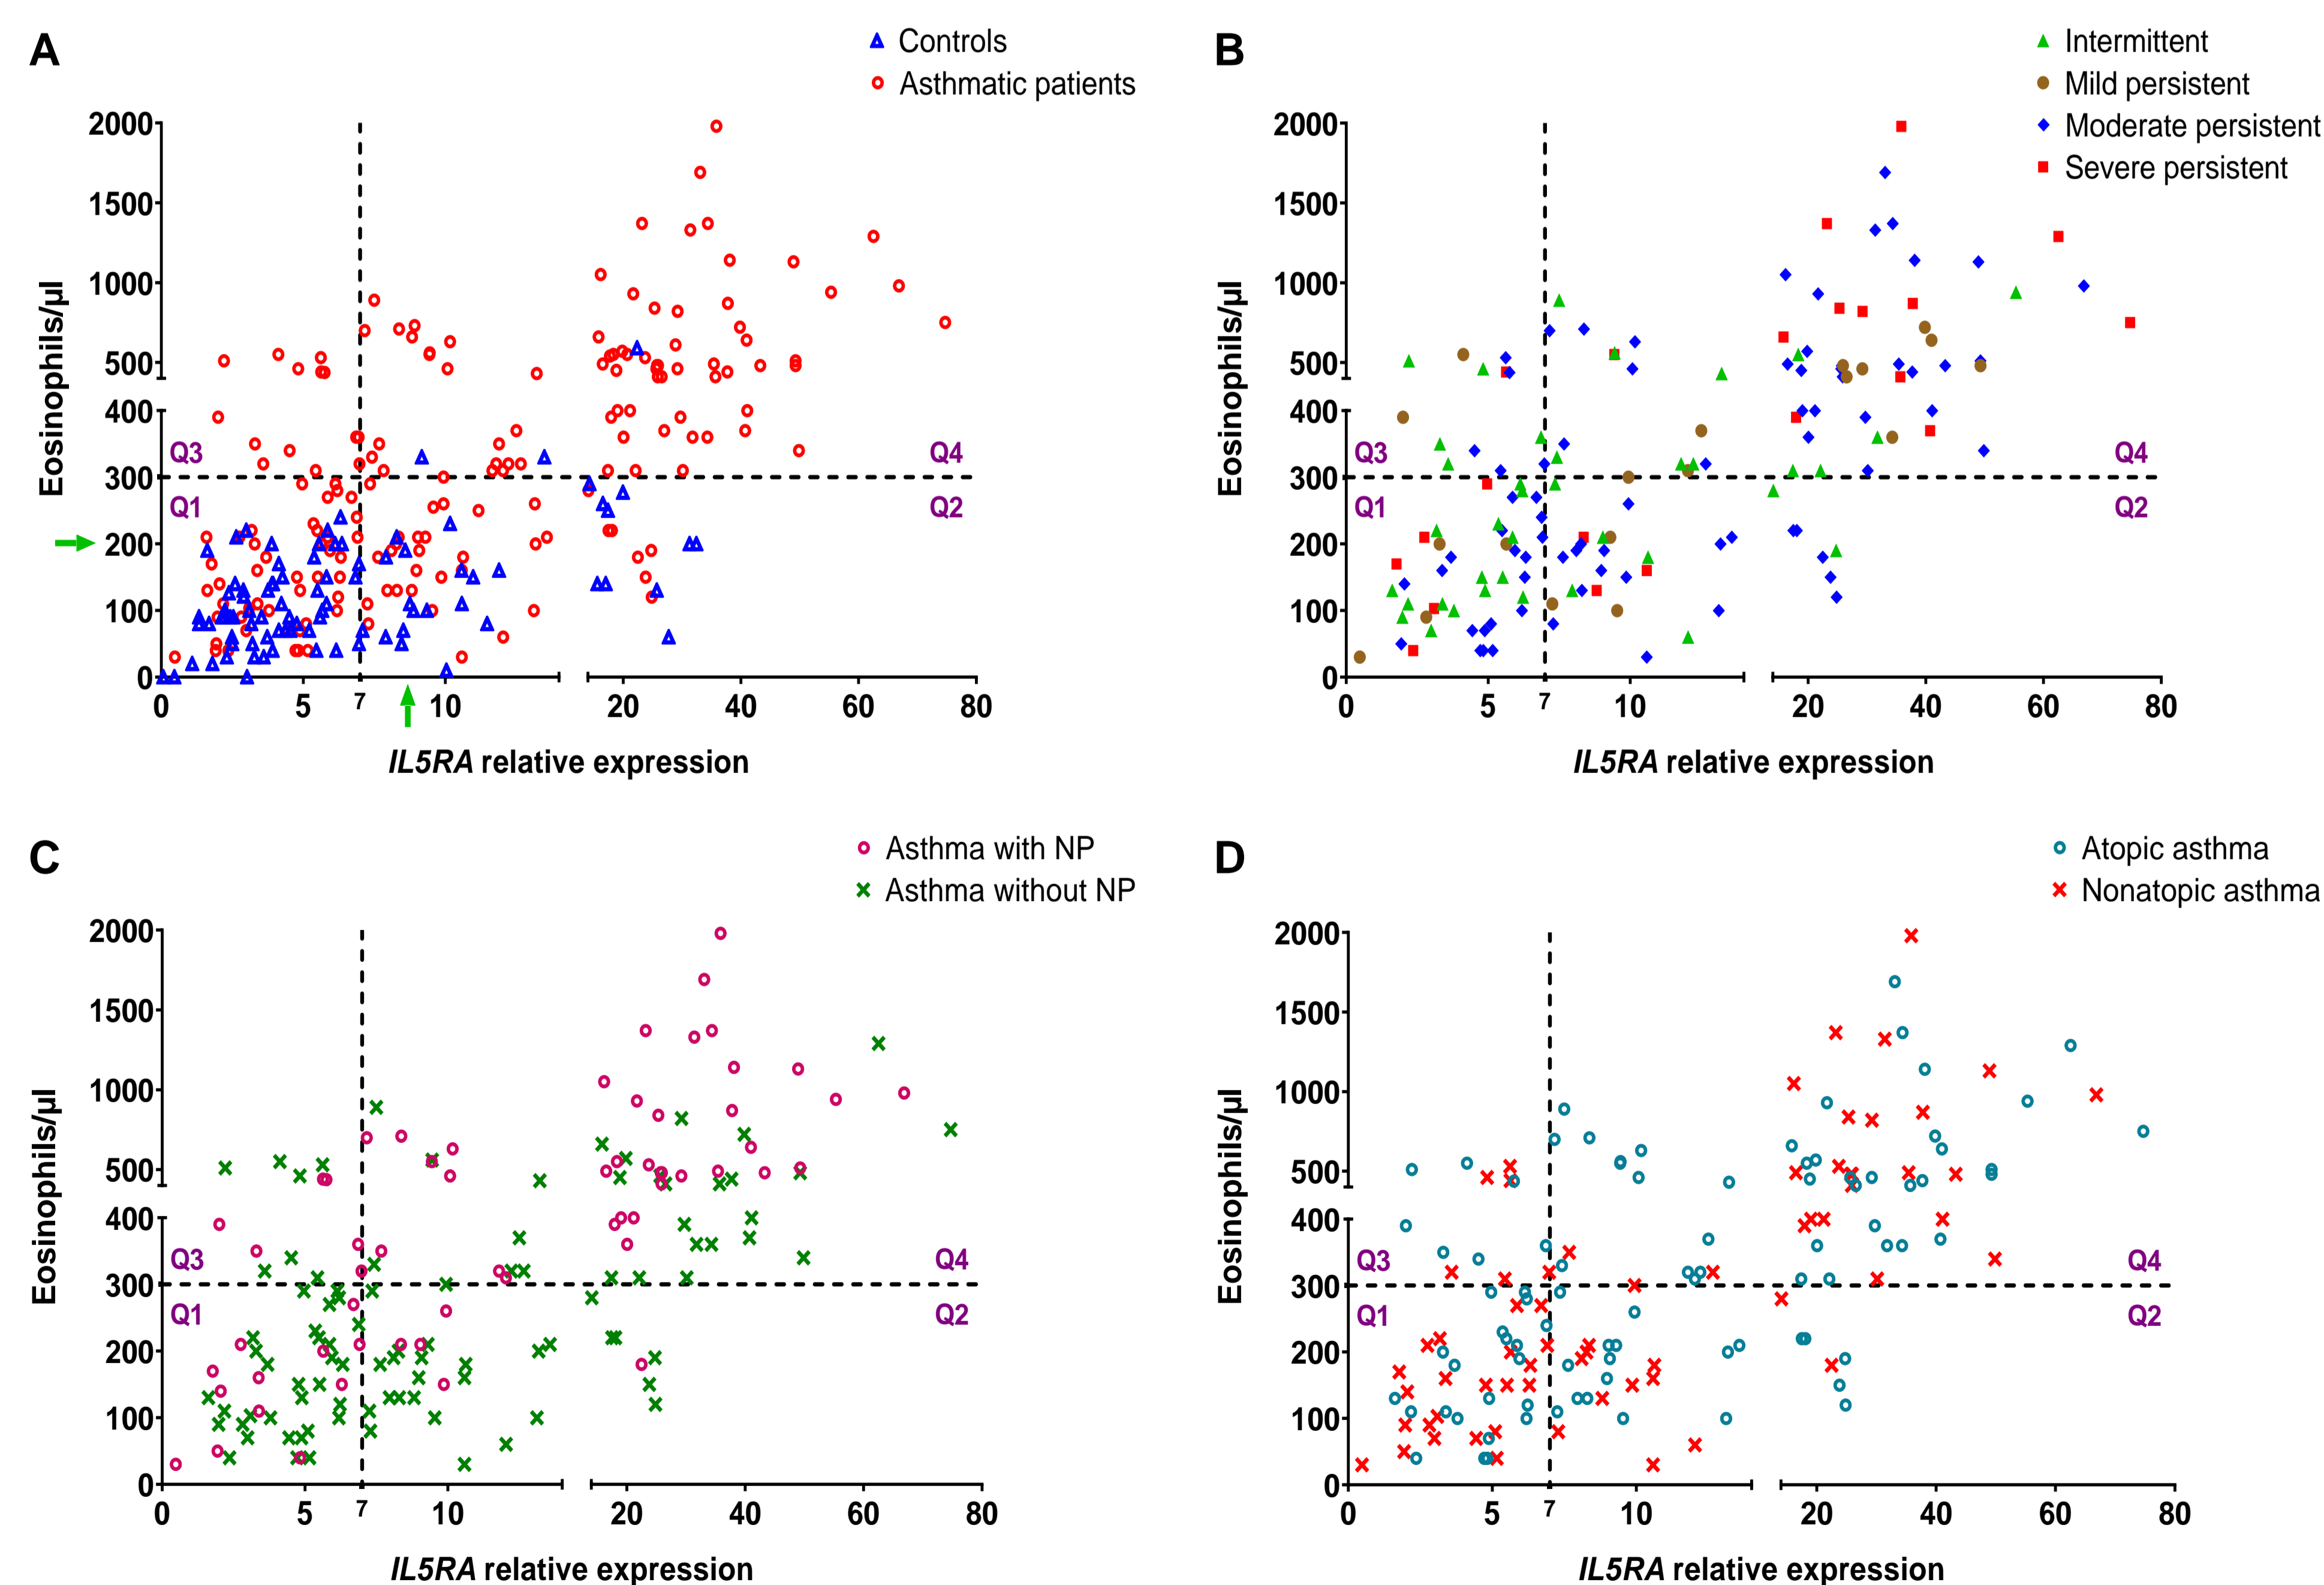 A
Controls
Asthmatic patients
2000
1500
1000
500
400
300
200
100
0
Eosinophils/µl
Q3
Q4
Q1
Q2
0 5 7 10 20 40 60 80
IL5RA relative expression
B
Intermittent
Mild persistent
Moderate persistent
Severe persistent
2000
1500
1000
500
400
300
200
100
0
Eosinophils/µl
Q3
Q4
Q1
Q2
0 5 7 10 20 40 60 80
IL5RA relative expression
C
Asthma with NP
Asthma without NP
2000
1500
1000
500
400
300
200
100
0
Eosinophils/µl
Q3
Q4
Q1
Q2
0 5 7 10 20 40 60 80
IL5RA relative expression
D
Atopic asthma
Nonatopic asthma
2000
1500
1000
500
400
300
200
100
0
Eosinophils/µl
Q3
Q4
Q1
Q2
0 5 7 10 20 40 60 80
IL5RA relative expression